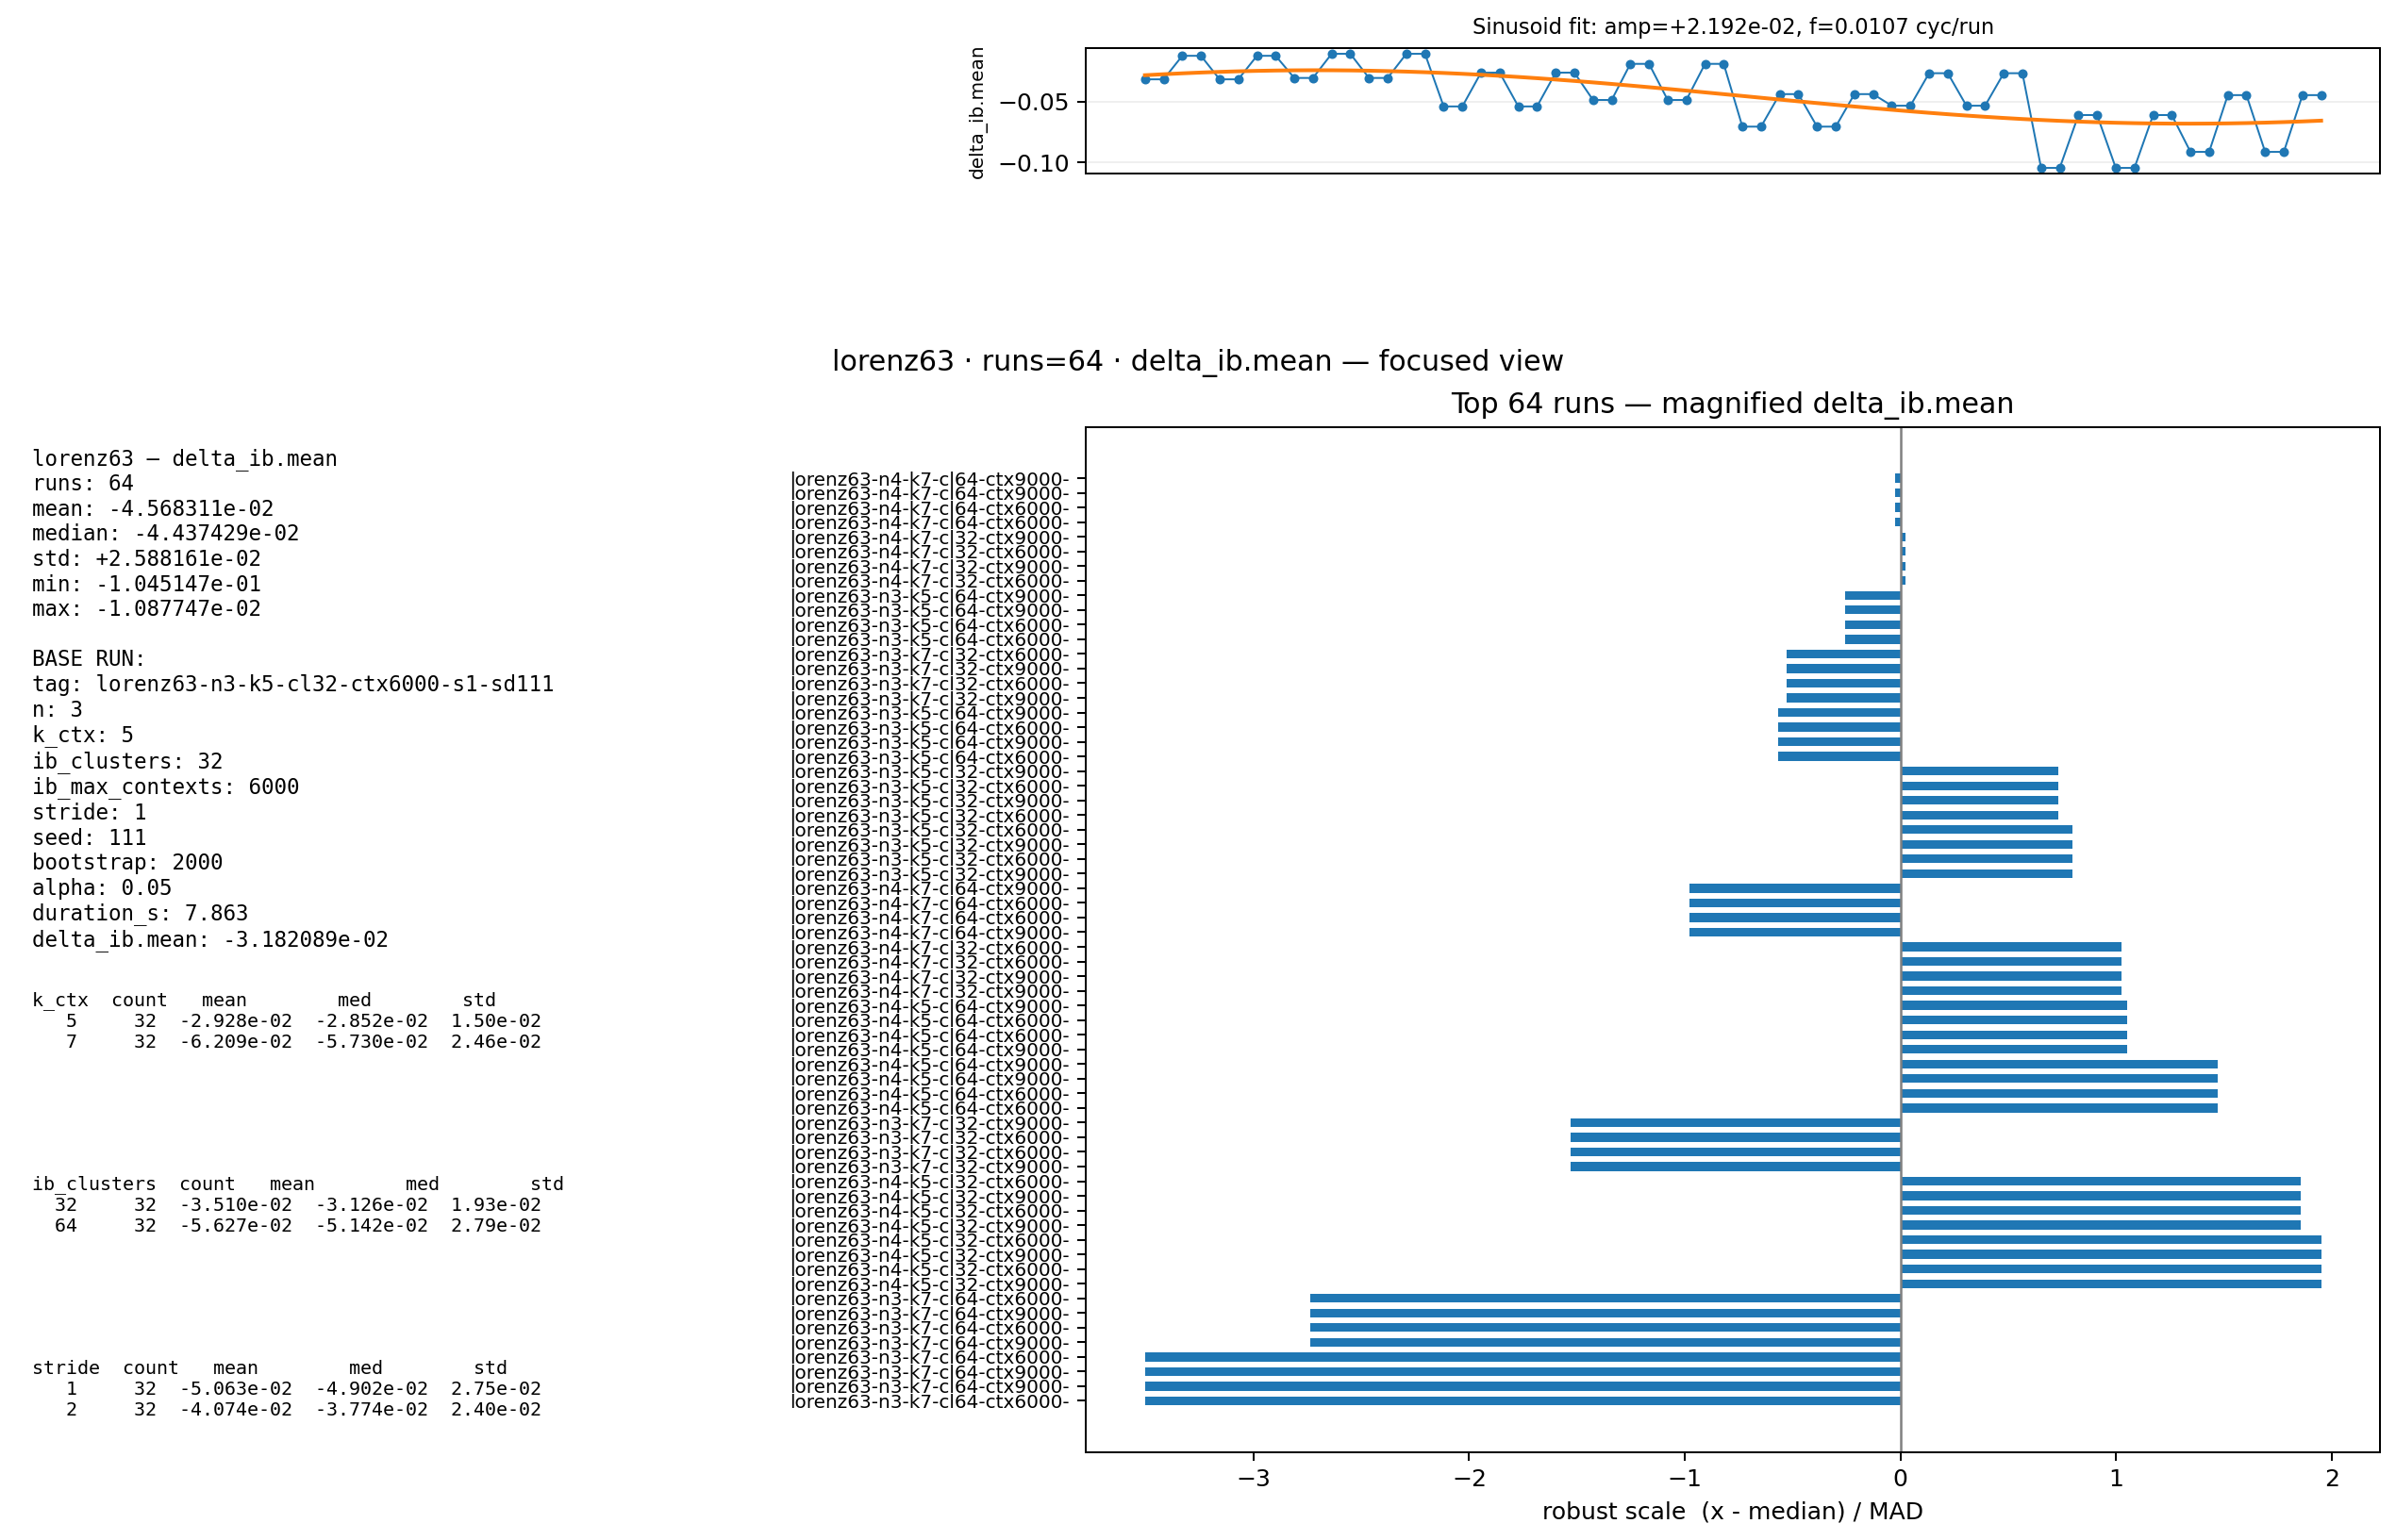 Sinusoid fit: amp=+2.192e-02, f=0.0107 cyc/run
delta_ib.mean
−0.05
−0.10
lorenz63 · runs=64 · delta_ib.mean — focused view
Top 64 runs — magnified delta_ib.mean
lorenz63 — delta_ib.mean
runs: 64
mean: -4.568311e-02
median: -4.437429e-02
std: +2.588161e-02
min: -1.045147e-01
max: -1.087747e-02
BASE RUN:
tag: lorenz63-n3-k5-cl32-ctx6000-s1-sd111
n: 3
k_ctx: 5
ib_clusters: 32
ib_max_contexts: 6000
stride: 1
seed: 111
bootstrap: 2000
alpha: 0.05
duration_s: 7.863
delta_ib.mean: -3.182089e-02
k_ctx count mean med std
5 32 -2.928e-02 -2.852e-02 1.50e-02
7 32 -6.209e-02 -5.730e-02 2.46e-02
ib_clusters count mean med std
32 32 -3.510e-02 -3.126e-02 1.93e-02
64 32 -5.627e-02 -5.142e-02 2.79e-02
stride count mean med std
1 32 -5.063e-02 -4.902e-02 2.75e-02
2 32 -4.074e-02 -3.774e-02 2.40e-02
lorenz63-n4-k7-cl64-ctx9000-
lorenz63-n4-k7-cl64-ctx9000-
lorenz63-n4-k7-cl64-ctx6000-
lorenz63-n4-k7-cl64-ctx6000-
lorenz63-n4-k7-cl32-ctx9000-
lorenz63-n4-k7-cl32-ctx6000-
lorenz63-n4-k7-cl32-ctx9000-
lorenz63-n4-k7-cl32-ctx6000-
lorenz63-n3-k5-cl64-ctx9000-
lorenz63-n3-k5-cl64-ctx9000-
lorenz63-n3-k5-cl64-ctx6000-
lorenz63-n3-k5-cl64-ctx6000-
lorenz63-n3-k7-cl32-ctx6000-
lorenz63-n3-k7-cl32-ctx9000-
lorenz63-n3-k7-cl32-ctx6000-
lorenz63-n3-k7-cl32-ctx9000-
lorenz63-n3-k5-cl64-ctx9000-
lorenz63-n3-k5-cl64-ctx6000-
lorenz63-n3-k5-cl64-ctx9000-
lorenz63-n3-k5-cl64-ctx6000-
lorenz63-n3-k5-cl32-ctx9000-
lorenz63-n3-k5-cl32-ctx6000-
lorenz63-n3-k5-cl32-ctx9000-
lorenz63-n3-k5-cl32-ctx6000-
lorenz63-n3-k5-cl32-ctx6000-
lorenz63-n3-k5-cl32-ctx9000-
lorenz63-n3-k5-cl32-ctx6000-
lorenz63-n3-k5-cl32-ctx9000-
lorenz63-n4-k7-cl64-ctx9000-
lorenz63-n4-k7-cl64-ctx6000-
lorenz63-n4-k7-cl64-ctx9000-
lorenz63-n4-k7-cl64-ctx6000-
lorenz63-n4-k7-cl32-ctx6000-
lorenz63-n4-k7-cl32-ctx6000-
lorenz63-n4-k7-cl32-ctx9000-
lorenz63-n4-k7-cl32-ctx9000-
lorenz63-n4-k5-cl64-ctx9000-
lorenz63-n4-k5-cl64-ctx6000-
lorenz63-n4-k5-cl64-ctx6000-
lorenz63-n4-k5-cl64-ctx9000-
lorenz63-n4-k5-cl64-ctx9000-
lorenz63-n4-k5-cl64-ctx9000-
lorenz63-n4-k5-cl64-ctx6000-
lorenz63-n4-k5-cl64-ctx6000-
lorenz63-n3-k7-cl32-ctx9000-
lorenz63-n3-k7-cl32-ctx6000-
lorenz63-n3-k7-cl32-ctx6000-
lorenz63-n3-k7-cl32-ctx9000-
lorenz63-n4-k5-cl32-ctx6000-
lorenz63-n4-k5-cl32-ctx9000-
lorenz63-n4-k5-cl32-ctx6000-
lorenz63-n4-k5-cl32-ctx9000-
lorenz63-n4-k5-cl32-ctx6000-
lorenz63-n4-k5-cl32-ctx9000-
lorenz63-n4-k5-cl32-ctx6000-
lorenz63-n4-k5-cl32-ctx9000-
lorenz63-n3-k7-cl64-ctx6000-
lorenz63-n3-k7-cl64-ctx9000-
lorenz63-n3-k7-cl64-ctx6000-
lorenz63-n3-k7-cl64-ctx9000-
lorenz63-n3-k7-cl64-ctx6000-
lorenz63-n3-k7-cl64-ctx9000-
lorenz63-n3-k7-cl64-ctx9000-
lorenz63-n3-k7-cl64-ctx6000-
−3 −2 −1 0 1 2
robust scale (x - median) / MAD